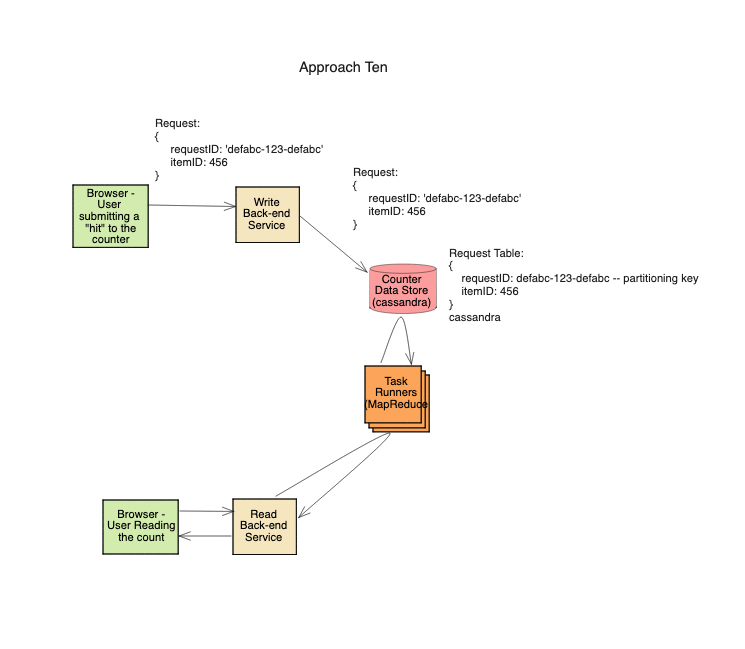 Approach Ten
Request:
{
requestID: 'defabc-123-defabc'
itemID: 456
}
Browser -
User
submitting a
"hit" to the
counter
Write
Back-end
Service
Request:
{
requestID: 'defabc-123-defabc'
itemID: 456
}
Counter
Data Store
(cassandra)
Request Table:
{
requestID: defabc-123-defabc -- partitioning key
itemID: 456
}
cassandra
Task
Runners
(MapReduce
Browser -
User Reading
the count
Read
Back-end
Service